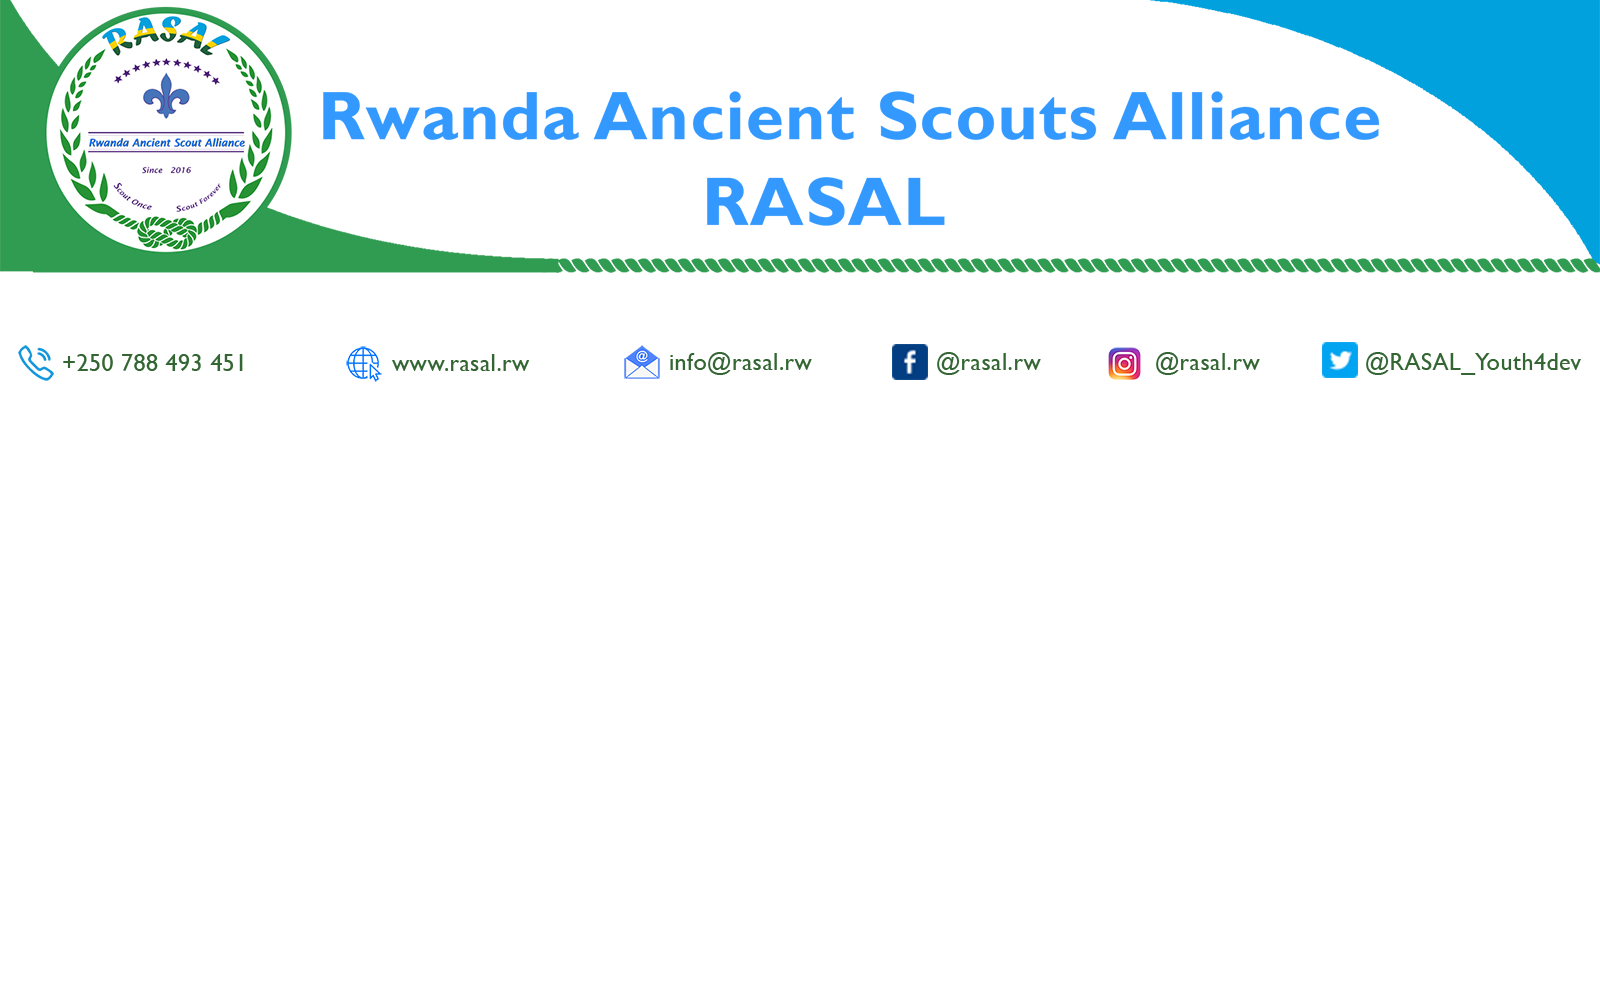 RASAL
Rwanda Ancient Scout Alliance
Since 2016
Scout Once Scout Forever
Rwanda Ancient Scouts Alliance
RASAL
+250 788 493 451 www.rasal.rw info@rasal.rw @rasal.rw @rasal.rw @RASAL_Youth4dev